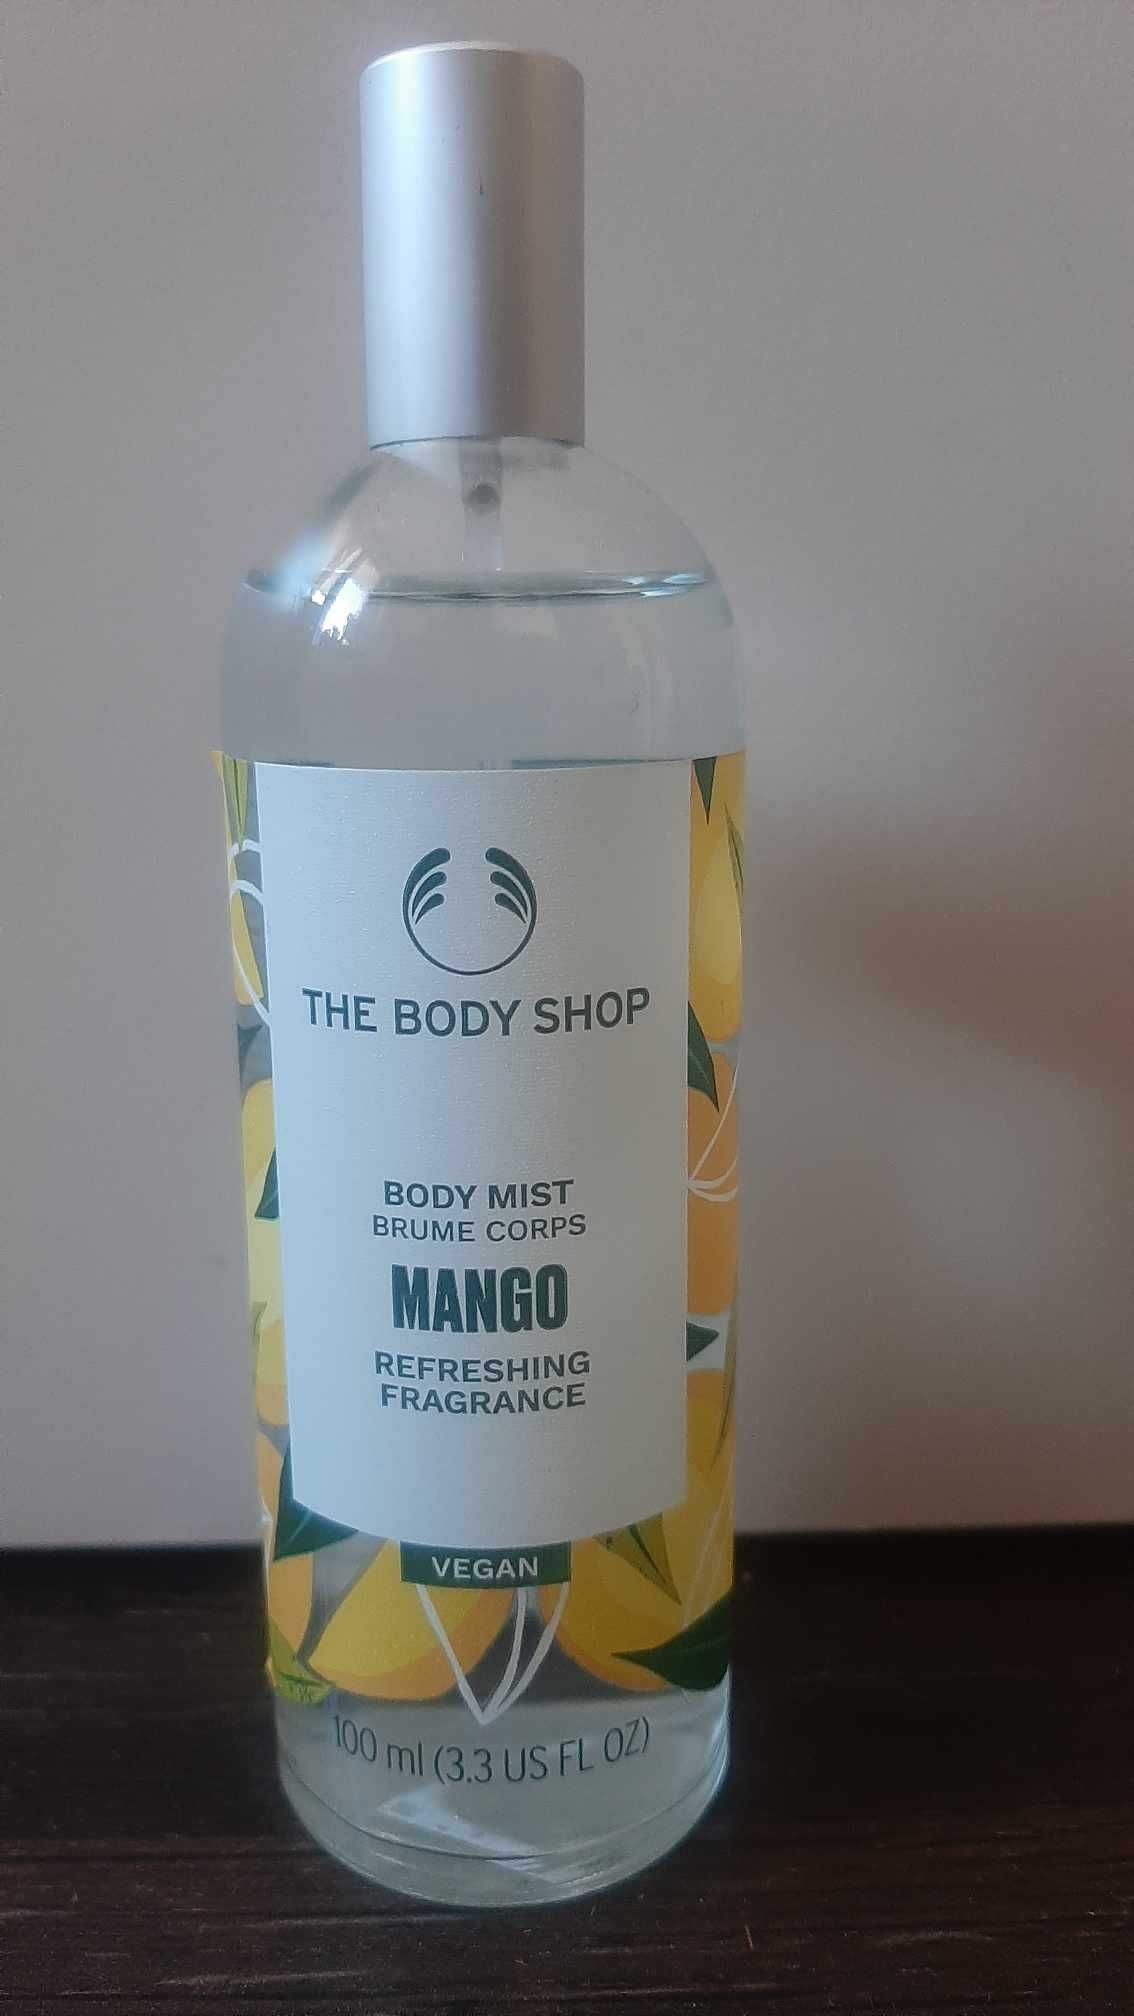 THE BODY SHOP
BODY MIST
BRUME CORPS
MANGO
REFRESHING
FRAGRANCE
VEGAN
100 ml (3.3 US FL OZ)